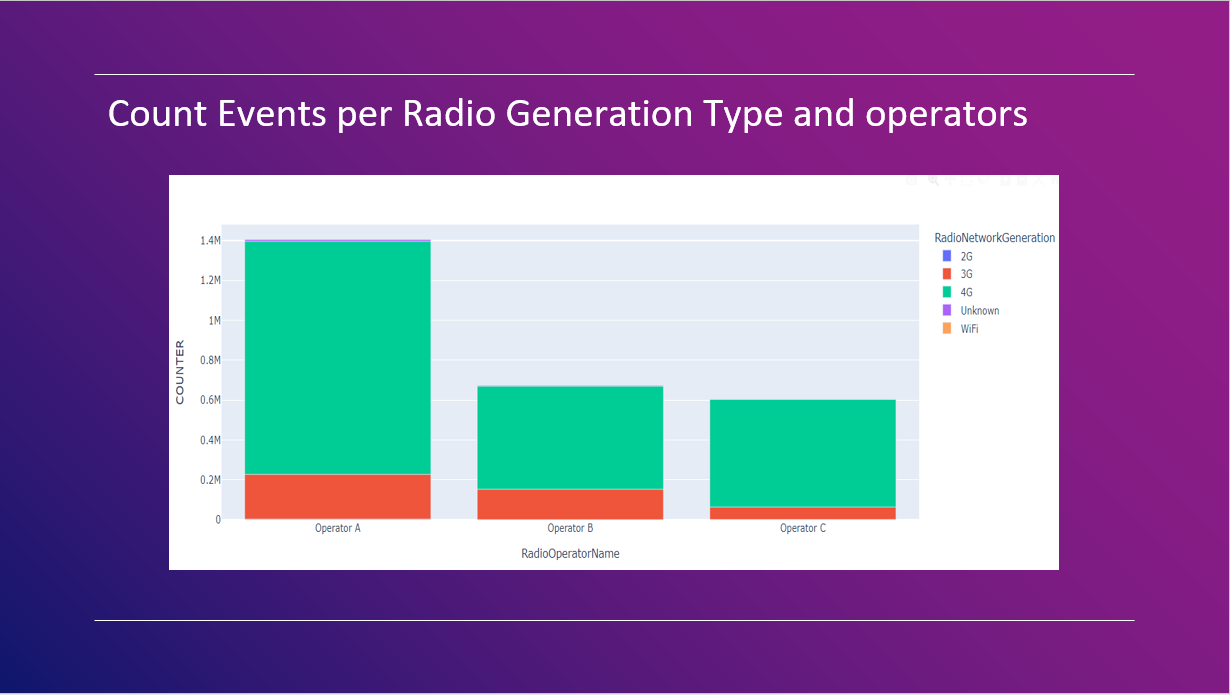 Count Events per Radio Generation Type and operators
RadioNetworkGeneration
2G
3G
4G
Unknown
WiFi
COUNTER
1.4M
1.2M
1M
0.8M
0.6M
0.4M
0.2M
0
Operator A
Operator B
Operator C
RadioOperatorName